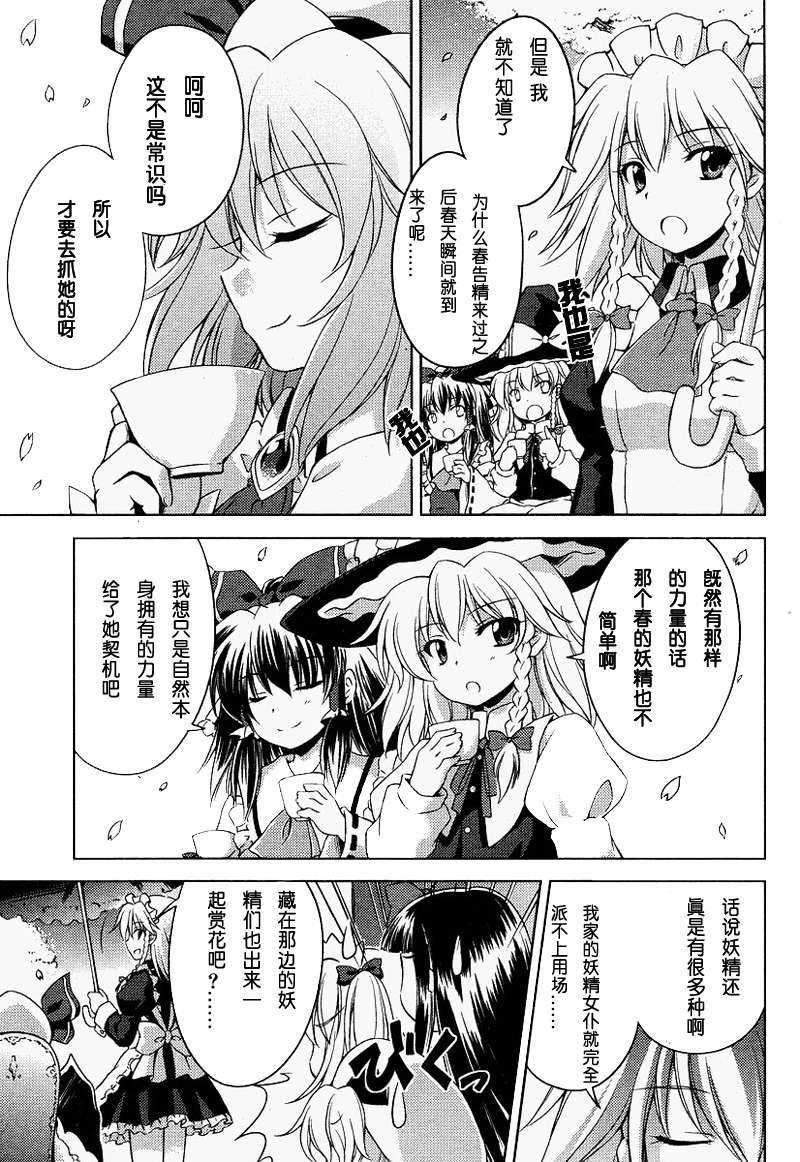 但是我
就不知道了
为什么春告精来过之
后春天瞬间就到
来了呢……
我也是
我也
呵呵
这不是常识吗
所以
才要去抓她的呀
既然有那样
的力量的话
那个春的妖精也不
简单啊
我想只是自然本
身拥有的力量
给了她契机吧
话说妖精还
真是有很多种
啊
我家的妖精女仆就完全
派不上用场……
藏在那边的妖
精们也出来一
起赏花吧？……
びくっ